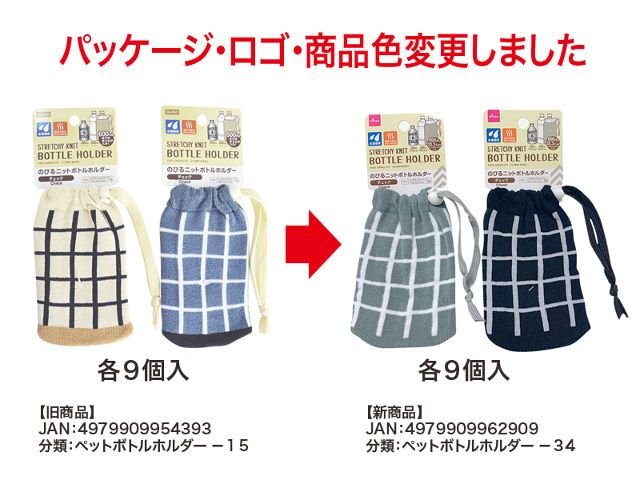 パッケージ・ロゴ・商品色変更しました
STRETCHY KNIT
BOTTLE HOLDER
のびるニットボトルホルダー
チェック
Check
STRETCHY KNIT
BOTTLE HOLDER
のびるニットボトルホルダー
チェック
Check
STRETCHY KNIT
BOTTLE HOLDER
のびるニットボトルホルダー
チェック
Check
STRETCHY KNIT
BOTTLE HOLDER
のびるニットボトルホルダー
チェック
Check
各9個入
各9個入
【旧商品】
JAN:4979909954393
分類:ペットボトルホルダー－15
【新商品】
JAN:4979909962909
分類:ペットボトルホルダー－34